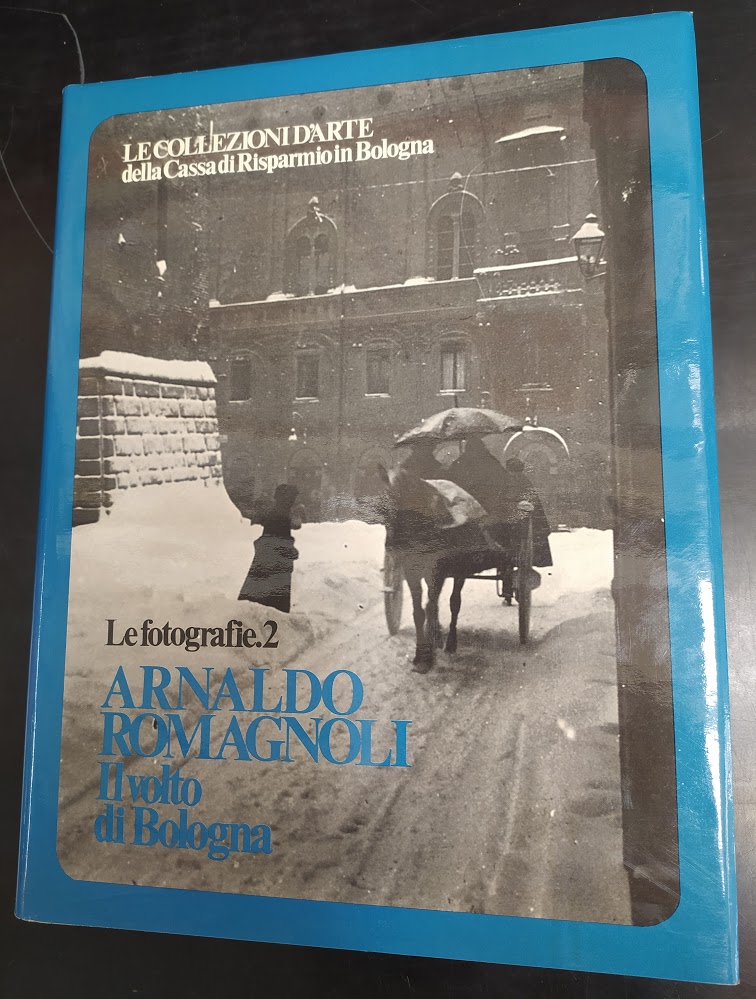 LE COLLEZIONI D'ARTE
della Cassa di Risparmio in Bologna
Le fotografie.2
ARNALDO
ROMAGNOLI
Il volto
di Bologna